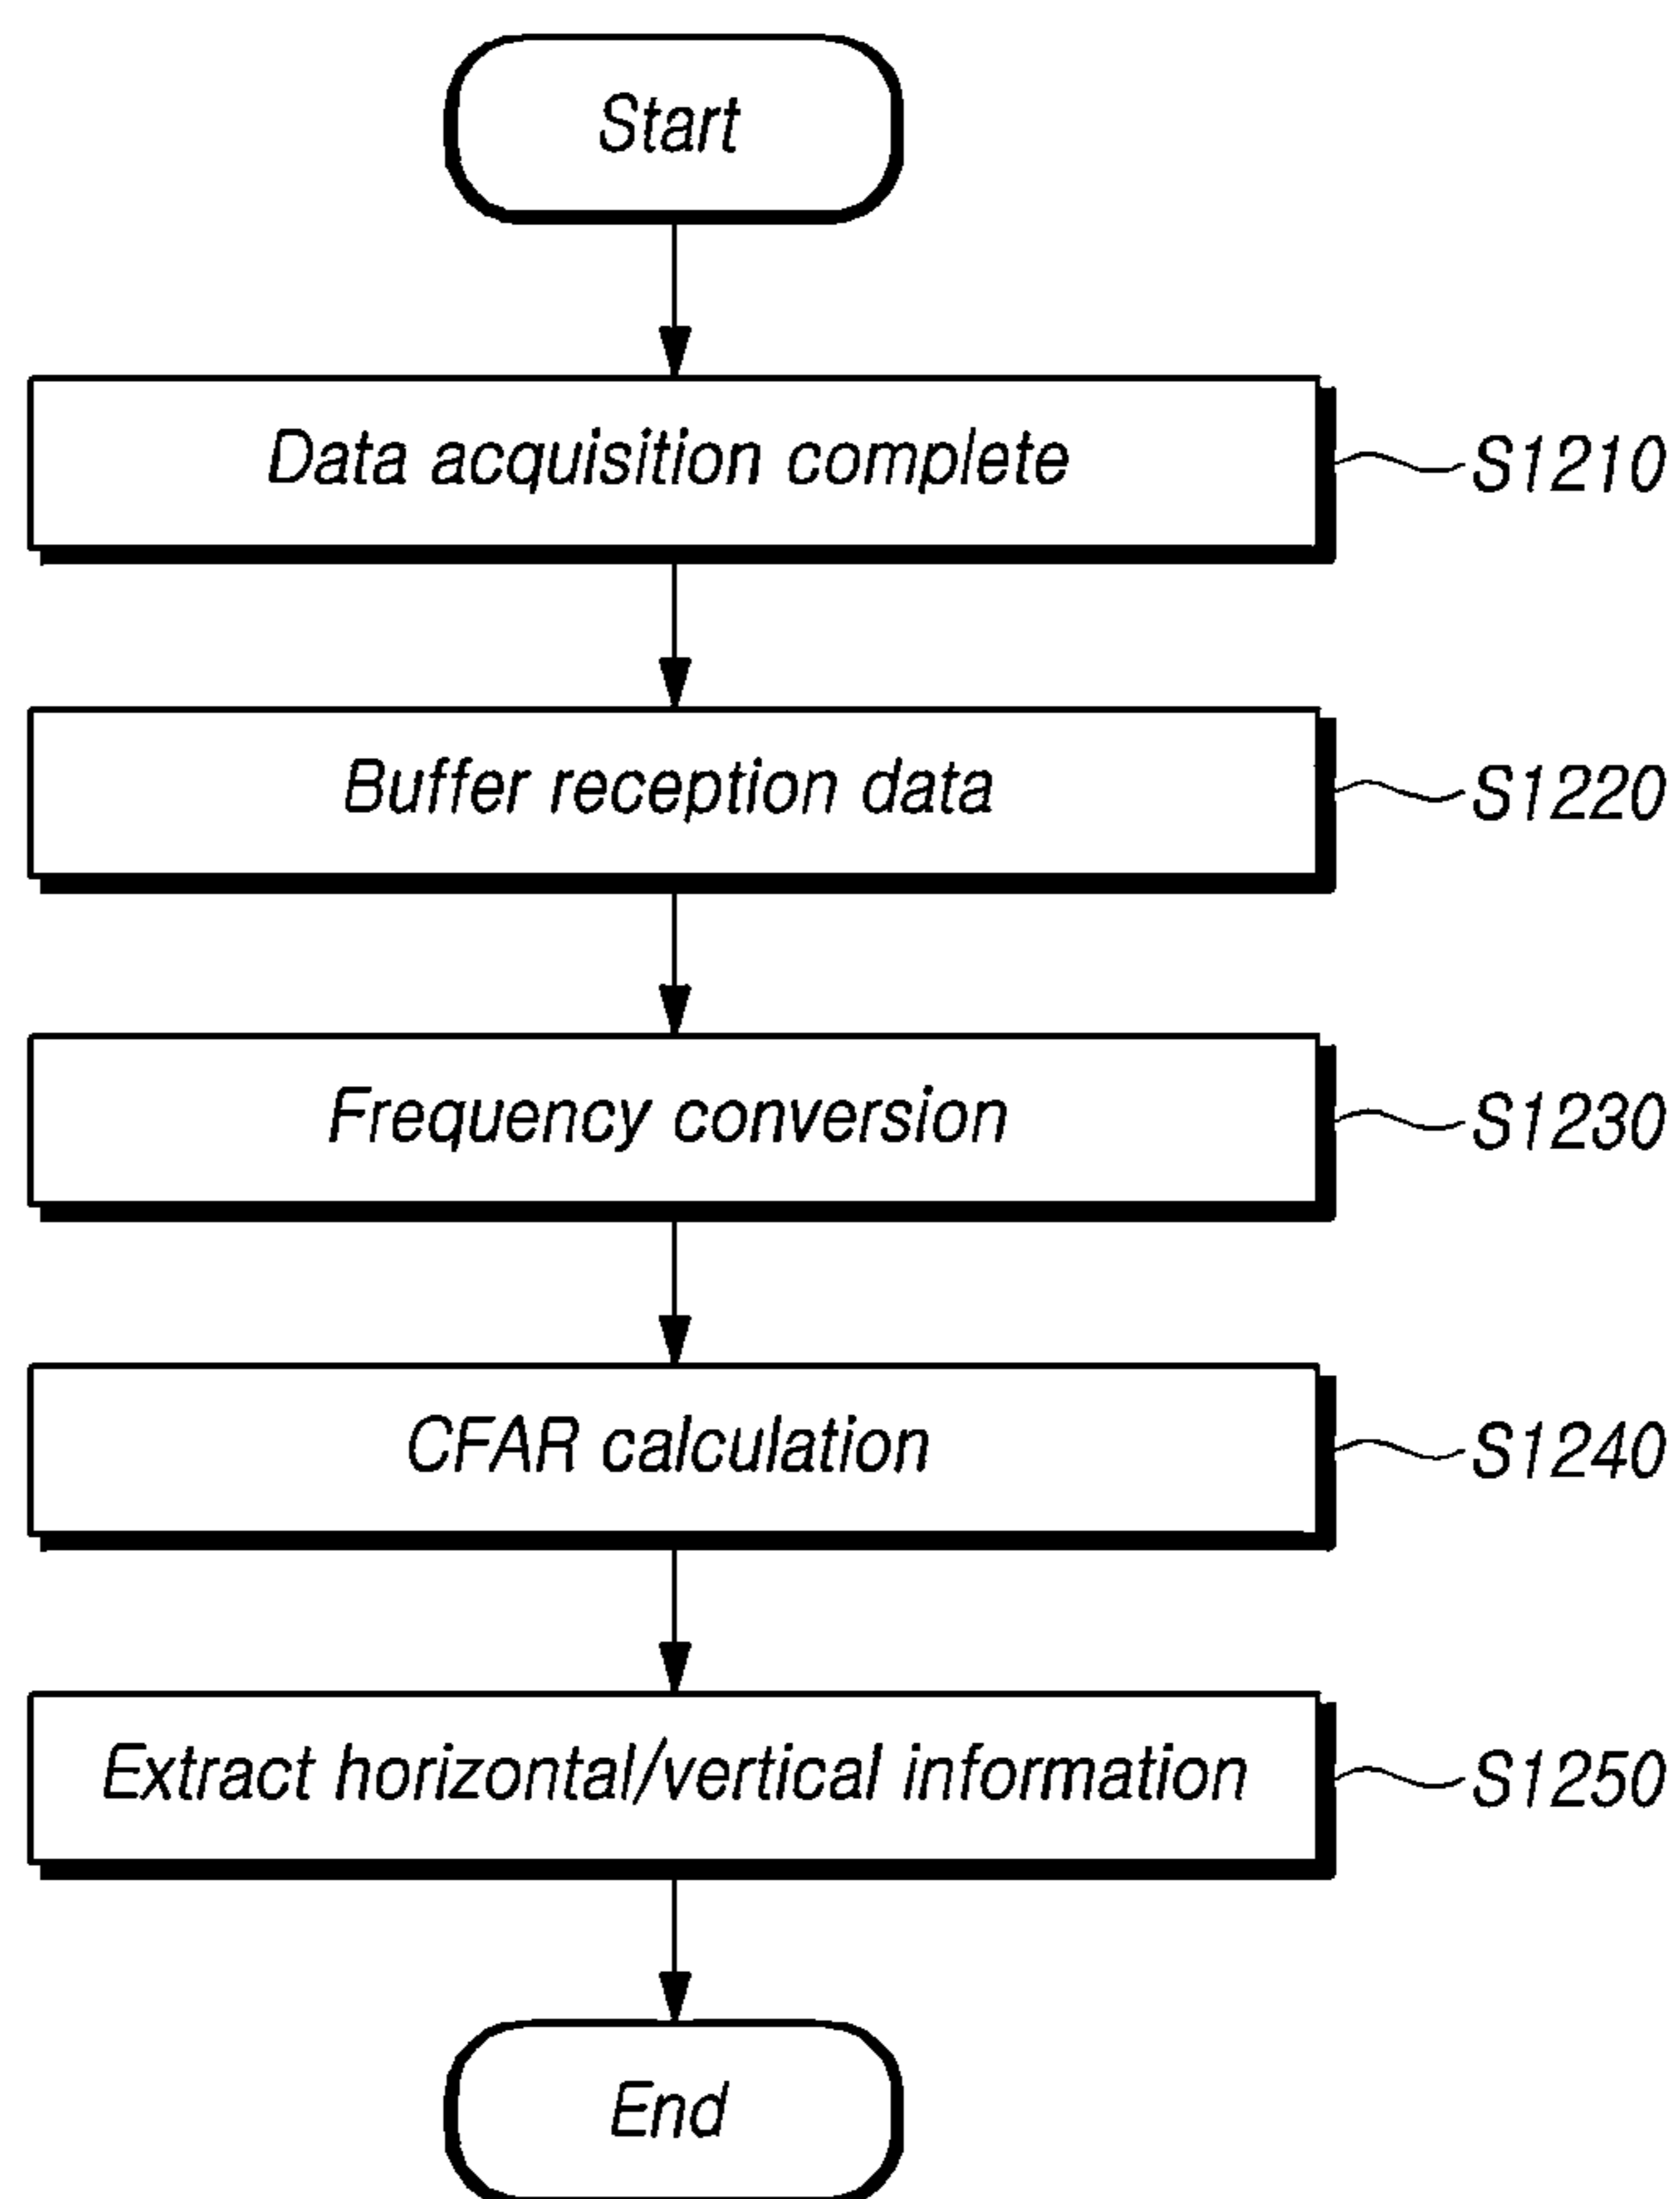 Start
Data acquisition complete
S1210
Buffer reception data
S1220
Frequency conversion
S1230
CFAR calculation
S1240
Extract horizontal/vertical information
S1250
End